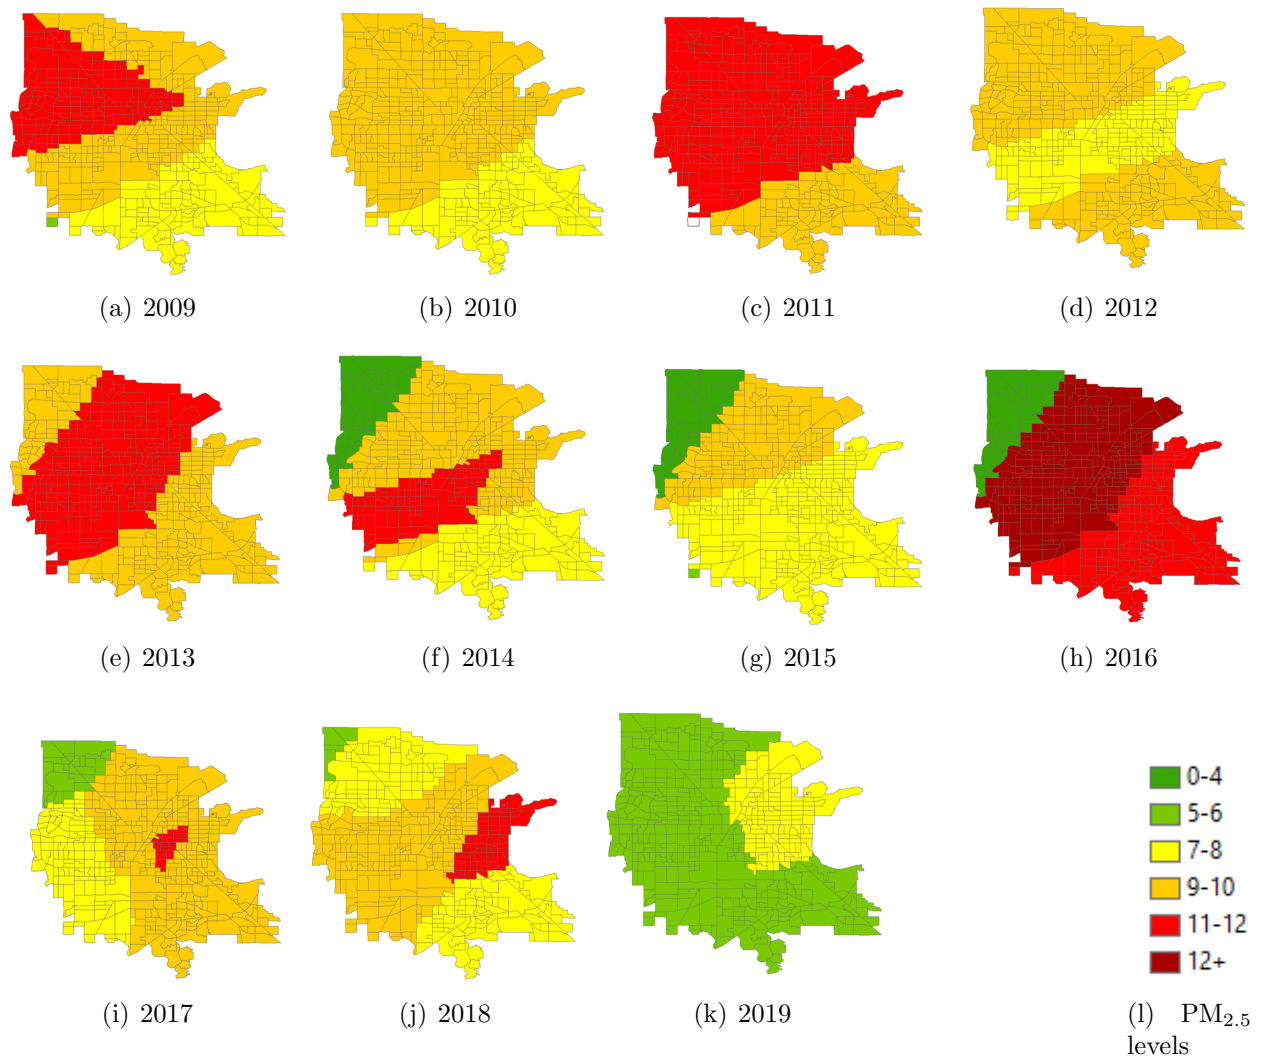 (a) 2009
(b) 2010
(c) 2011
(d) 2012
(e) 2013
(f) 2014
(g) 2015
(h) 2016
(i) 2017
(j) 2018
(k) 2019
0-4
5-6
7-8
9-10
11-12
12+
(l) PM2.5
levels